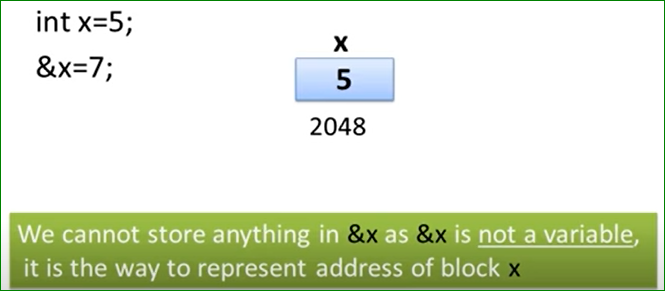 int x=5;
&x=7;
x
5
2048
We cannot store anything in &x as &x is not a variable,
it is the way to represent address of block x